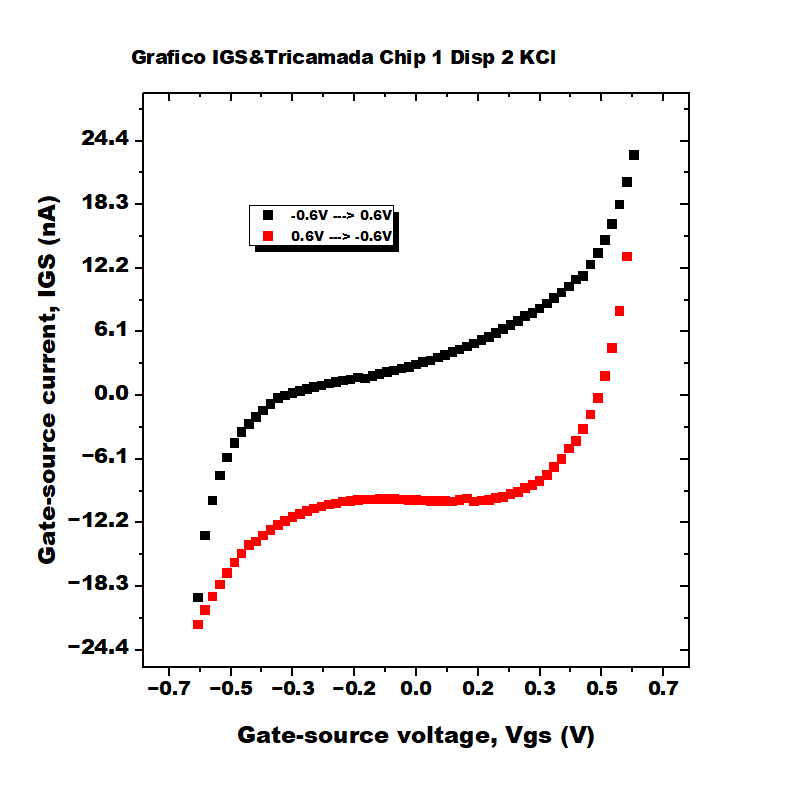 Grafico IGS&Tricamada Chip 1 Disp 2 KCl
Gate-source current, IGS (nA)
24.4
18.3
12.2
6.1
0.0
−6.1
−12.2
−18.3
−24.4
-0.6V ---> 0.6V
0.6V ---> -0.6V
−0.7 −0.5 −0.3 −0.2 0.0 0.2 0.3 0.5 0.7
Gate-source voltage, Vgs (V)